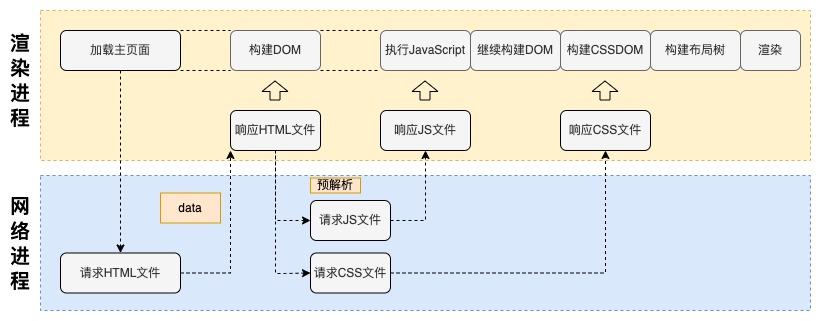 渲染进程
加载主页面
构建DOM
执行JavaScript
继续构建DOM
构建CSSDOM
构建布局树
渲染
响应HTML文件
响应JS文件
响应CSS文件
网络进程
预解析
data
请求JS文件
请求HTML文件
请求CSS文件